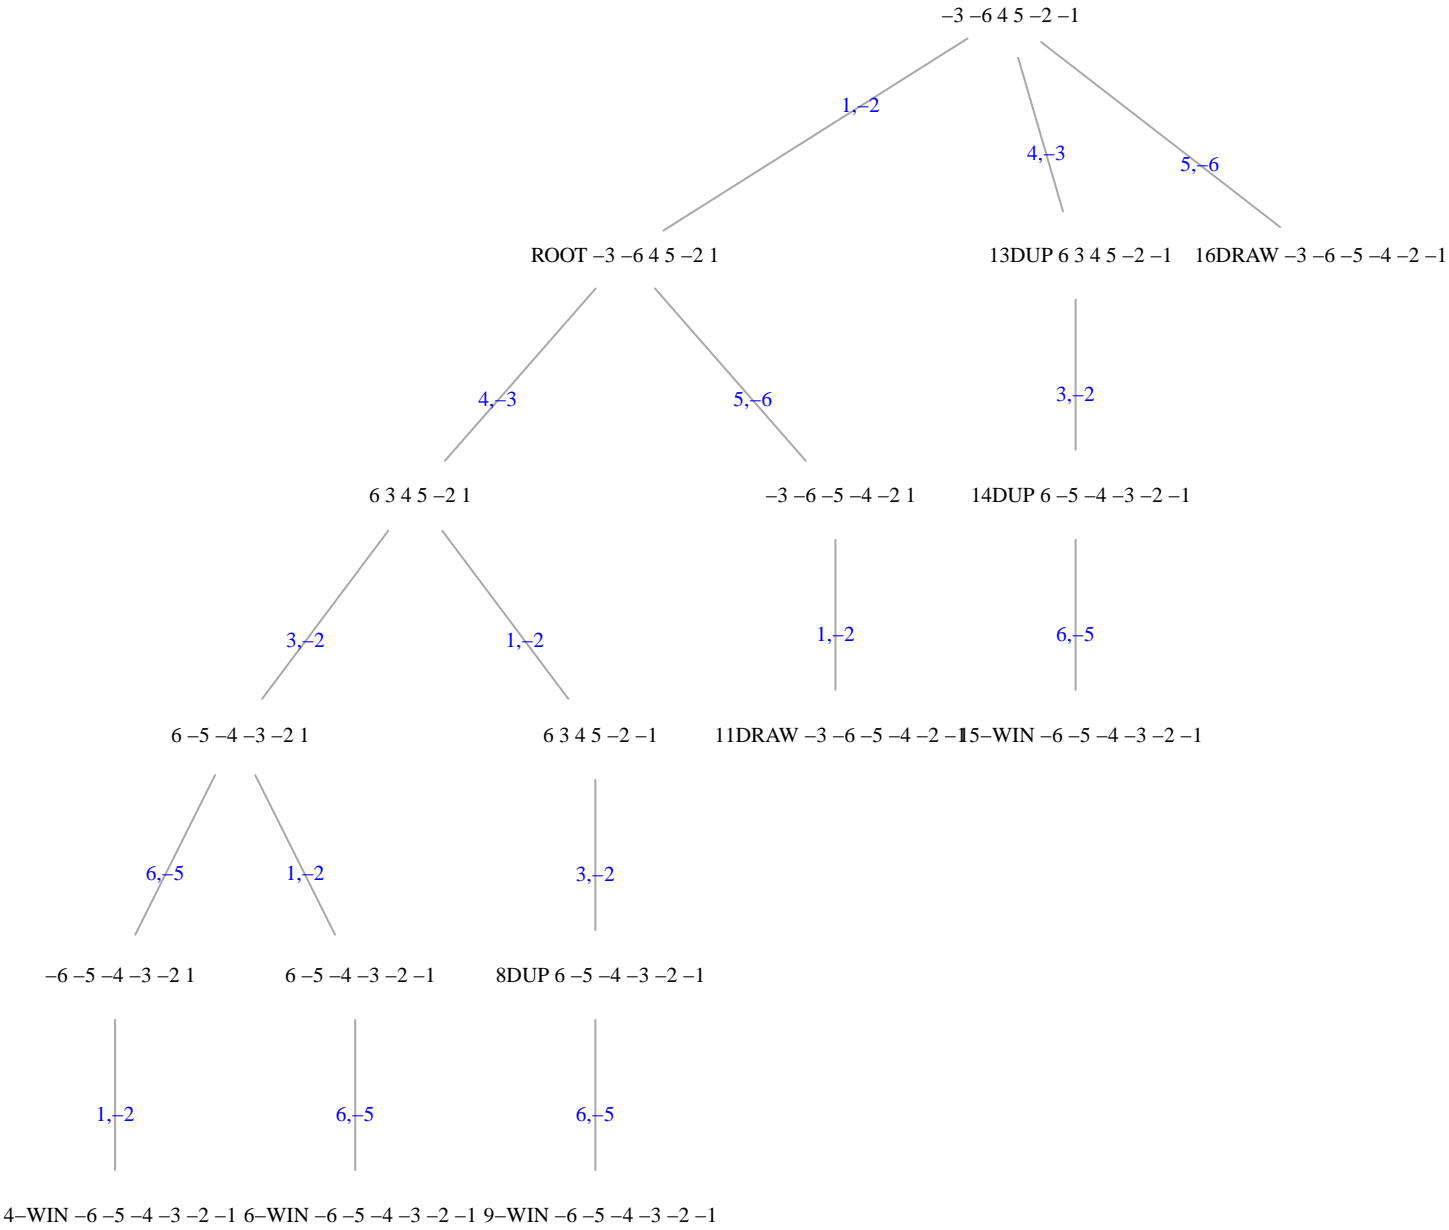 –3 –6 4 5 –2 –1
1,–2
4,–3
5,–6
ROOT –3 –6 4 5 –2 1
13DUP 6 3 4 5 –2 –1
16DRAW –3 –6 –5 –4 –2 –1
4,–3
5,–6
3,–2
6 3 4 5 –2 1
–3 –6 –5 –4 –2 1
14DUP 6 –5 –4 –3 –2 –1
3,–2
1,–2
1,–2
6,–5
6 –5 –4 –3 –2 1
6 3 4 5 –2 –1
11DRAW –3 –6 –5 –4 –2 –1
15–WIN –6 –5 –4 –3 –2 –1
6,–5
1,–2
3,–2
–6 –5 –4 –3 –2 1
6 –5 –4 –3 –2 –1
8DUP 6 –5 –4 –3 –2 –1
1,–2
6,–5
6,–5
4–WIN –6 –5 –4 –3 –2 –1
6–WIN –6 –5 –4 –3 –2 –1
9–WIN –6 –5 –4 –3 –2 –1